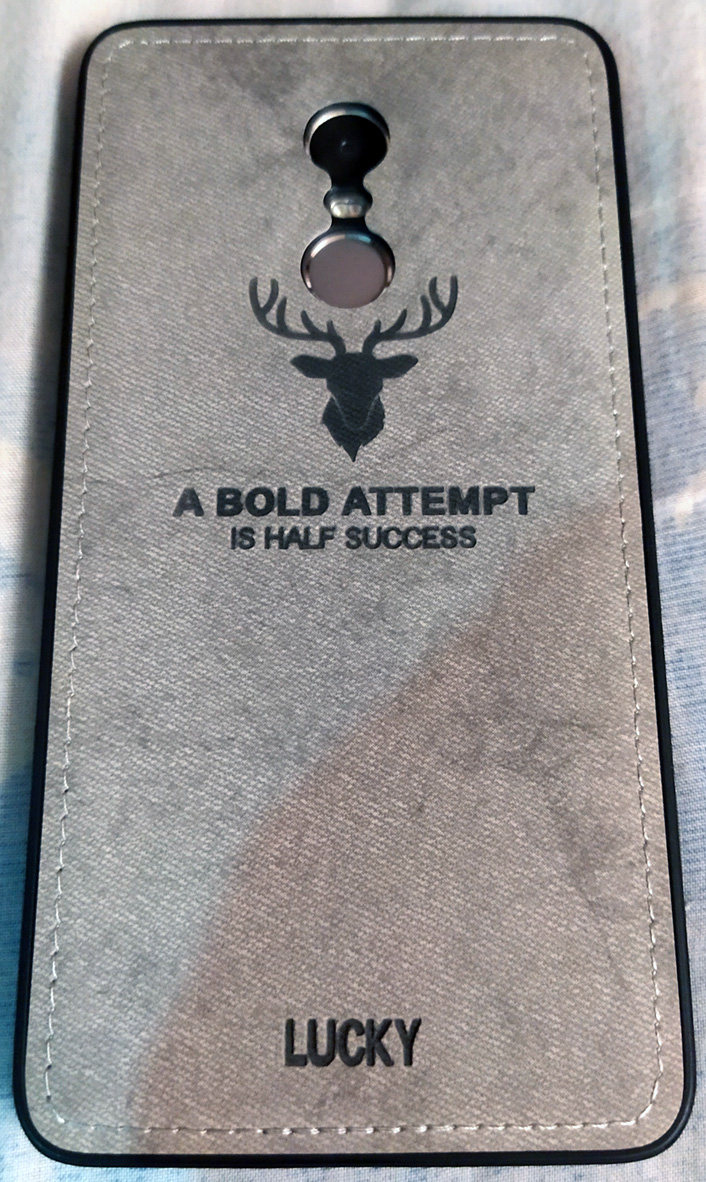 A BOLD ATTEMPT
IS HALF SUCCESS
LUCKY